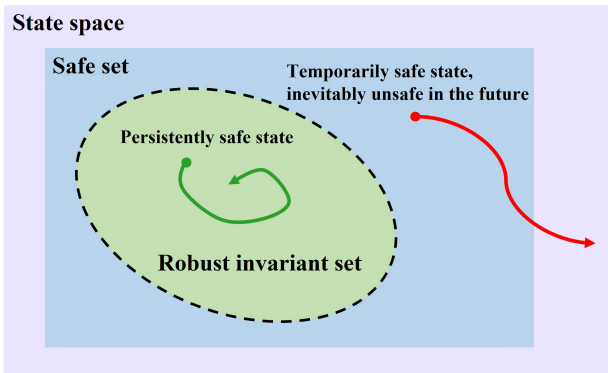 State space
Safe set
Temporarily safe state,
inevitably unsafe in the future
Persistently safe state
Robust invariant set